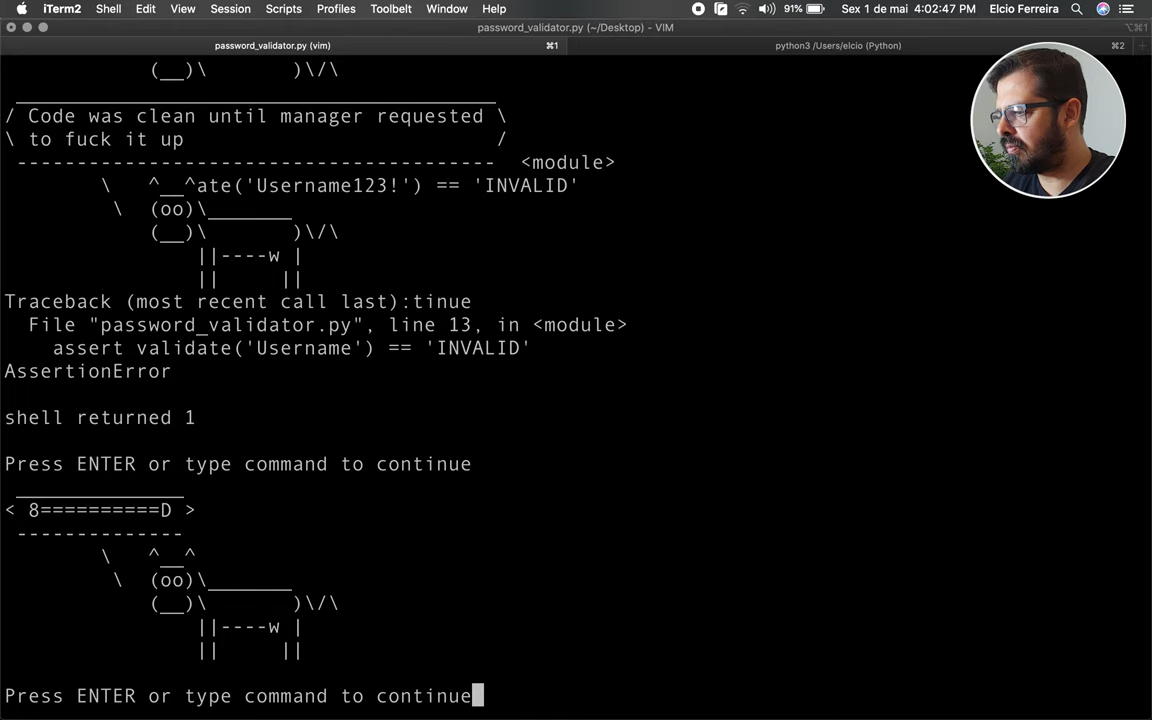 iTerm2 Shell Edit View Session Scripts Profiles Toolbelt Window Help 91% Sex 1 de mai 4:02:47 PM Elcio Ferreira
password_validator.py (~/Desktop) - VIM ⌥⌘1
password_validator.py (vim) ⌘1 python3 /Users/elcio (Python) ⌘2 +
(__)\       )\/\
_________________________________________
/ Code was clean until manager requested \
\ to fuck it up                          /
---------------------------------------- <module>
\   ^__^ate('Username123!') == 'INVALID'
\  (oo)\_______
(__)\       )\/\
||----w |
||     ||
Traceback (most recent call last):tinue
File "password_validator.py", line 13, in <module>
assert validate('Username') == 'INVALID'
AssertionError
shell returned 1
Press ENTER or type command to continue
______________
< 8==========D >
--------------
\   ^__^
\  (oo)\_______
(__)\       )\/\
||----w |
||     ||
Press ENTER or type command to continue